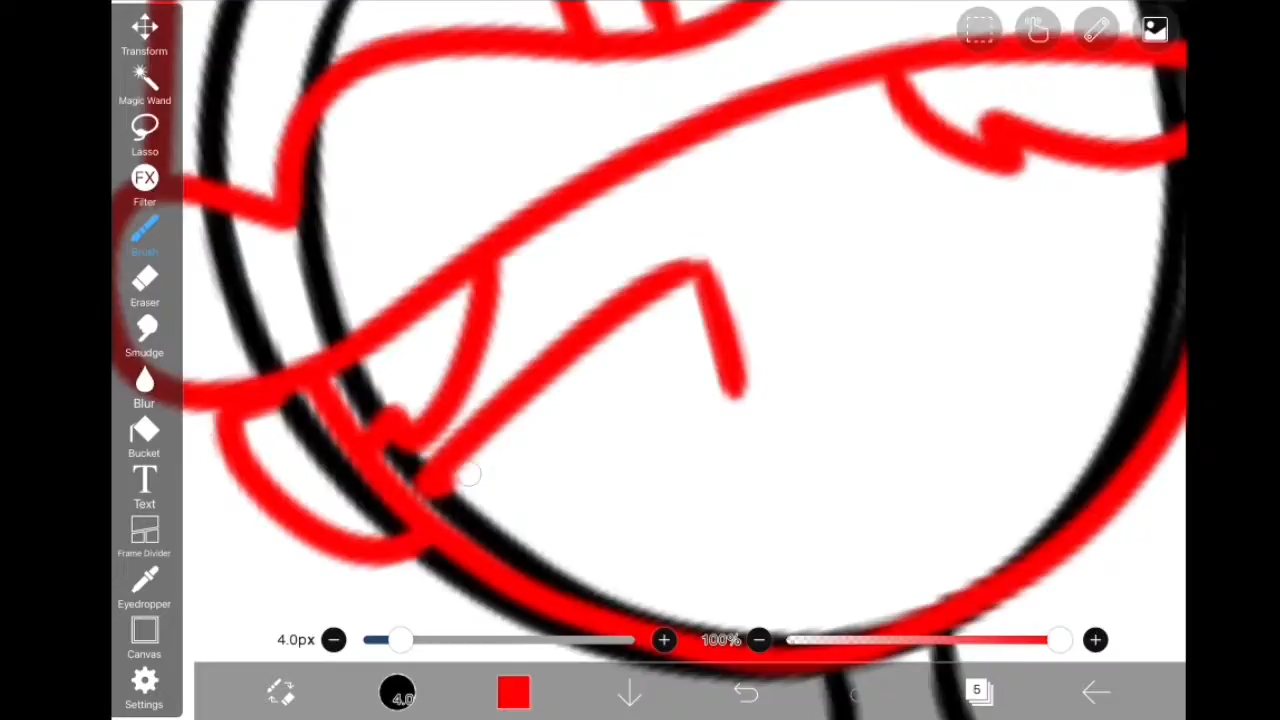 Transform
Magic Wand
Lasso
FX
Filter
Brush
Eraser
Smudge
Blur
Bucket
T
Text
Frame Divider
Eyedropper
Canvas
Settings
4.0px
100%
4.0
5